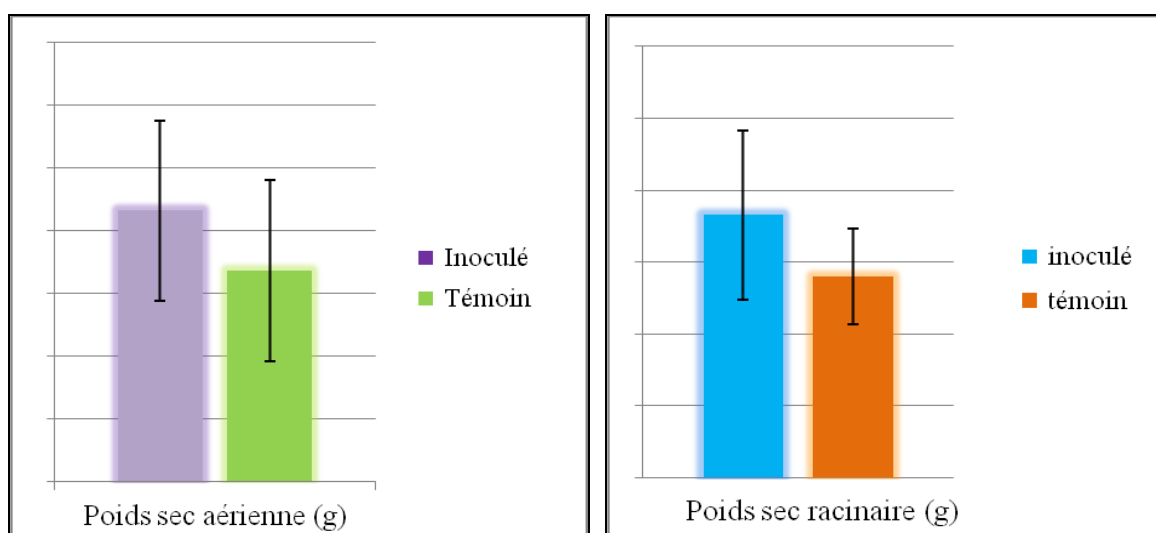 Inoculé
Témoin
Poids sec aérienne (g)
inoculé
témoin
Poids sec racinaire (g)